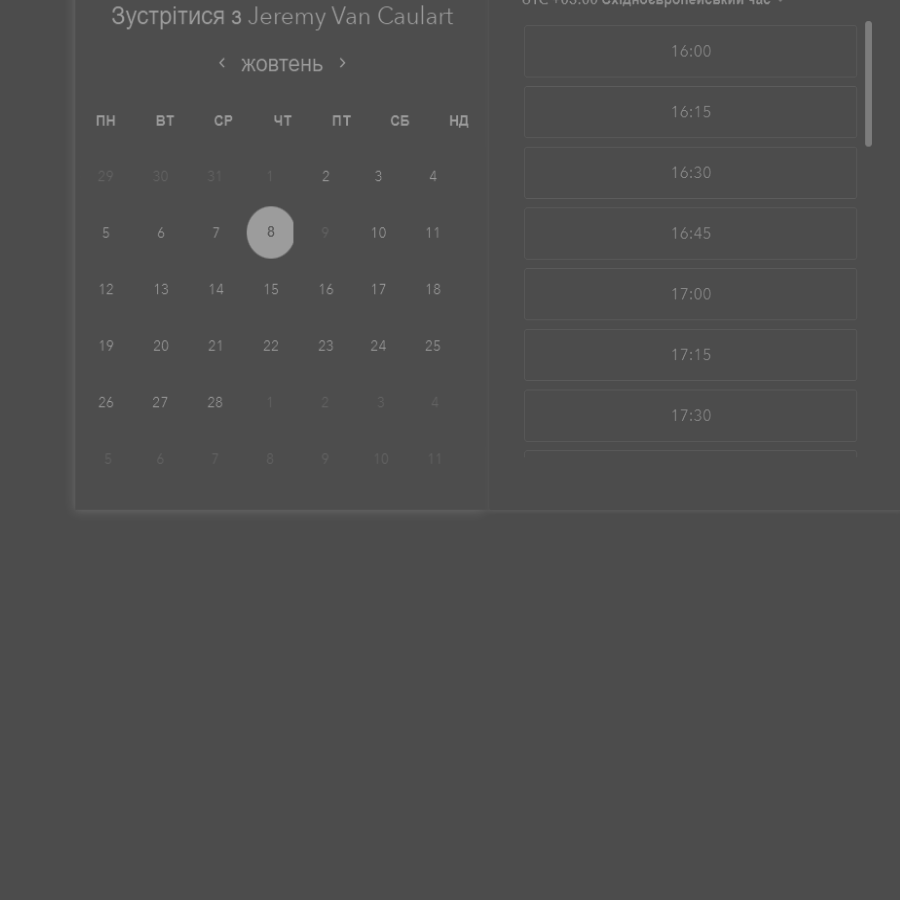 Зустрітися з Jeremy Van Caulart
‹ жовтень ›
ПН ВТ СР ЧТ ПТ СБ НД
29 30 31 1 2 3 4
5 6 7 8 9 10 11
12 13 14 15 16 17 18
19 20 21 22 23 24 25
26 27 28 1 2 3 4
5 6 7 8 9 10 11
UTC +03:00 Східноєвропейський час
16:00
16:15
16:30
16:45
17:00
17:15
17:30